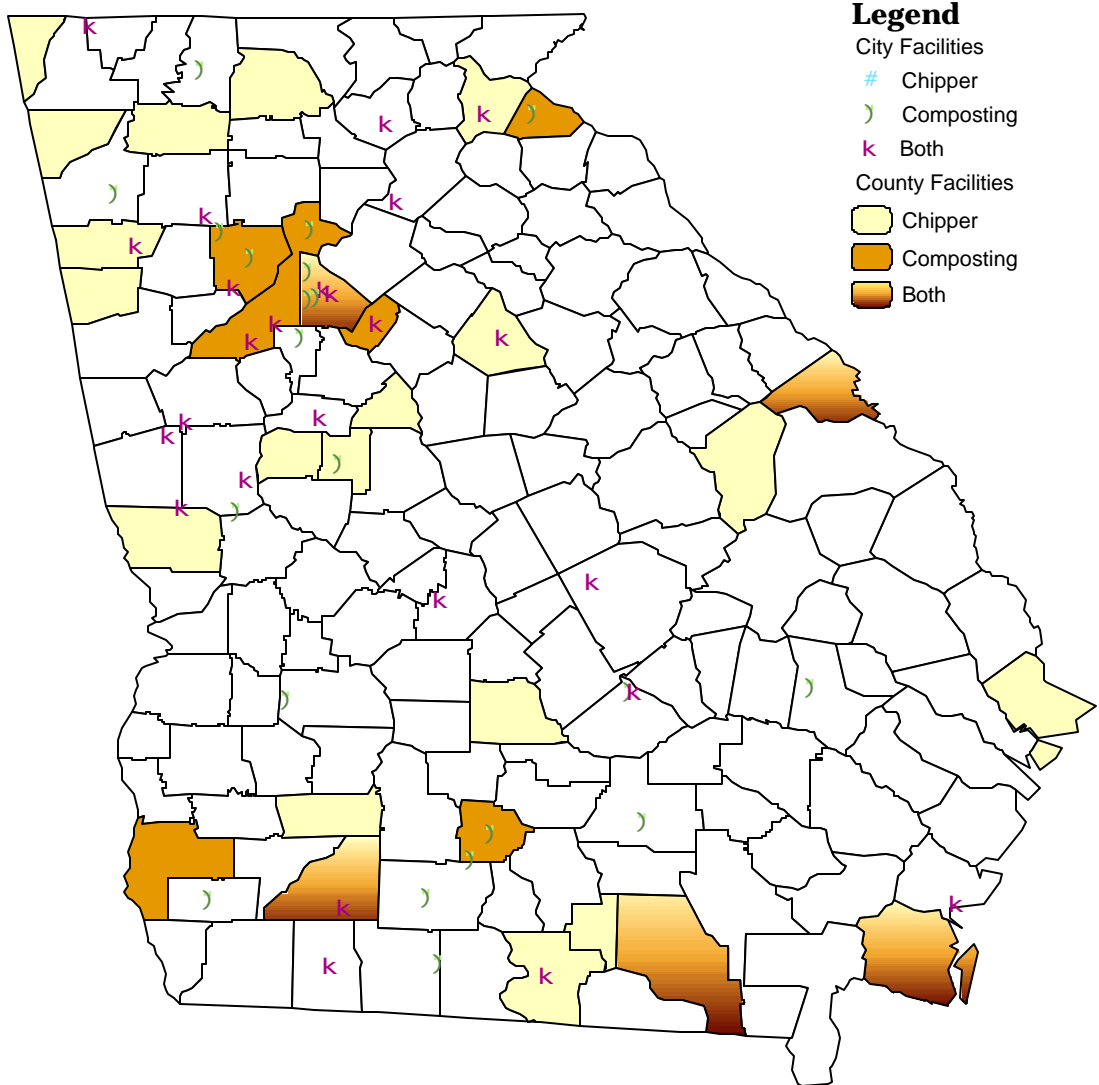 Legend
City Facilities
# Chipper
Composting
k Both
County Facilities
Chipper
Composting
Both